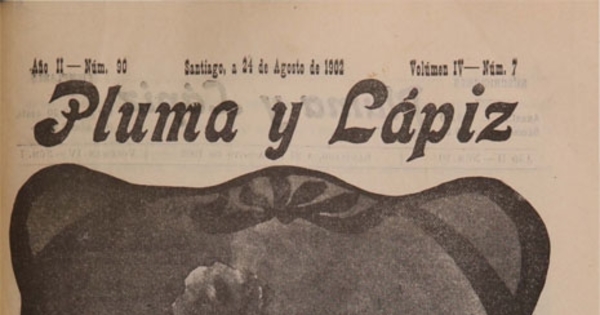 Año II — Núm. 90 Santiago, a 24 de Agosto de 1902 Volúmen IV — Núm. 7
Pluma y Lápiz